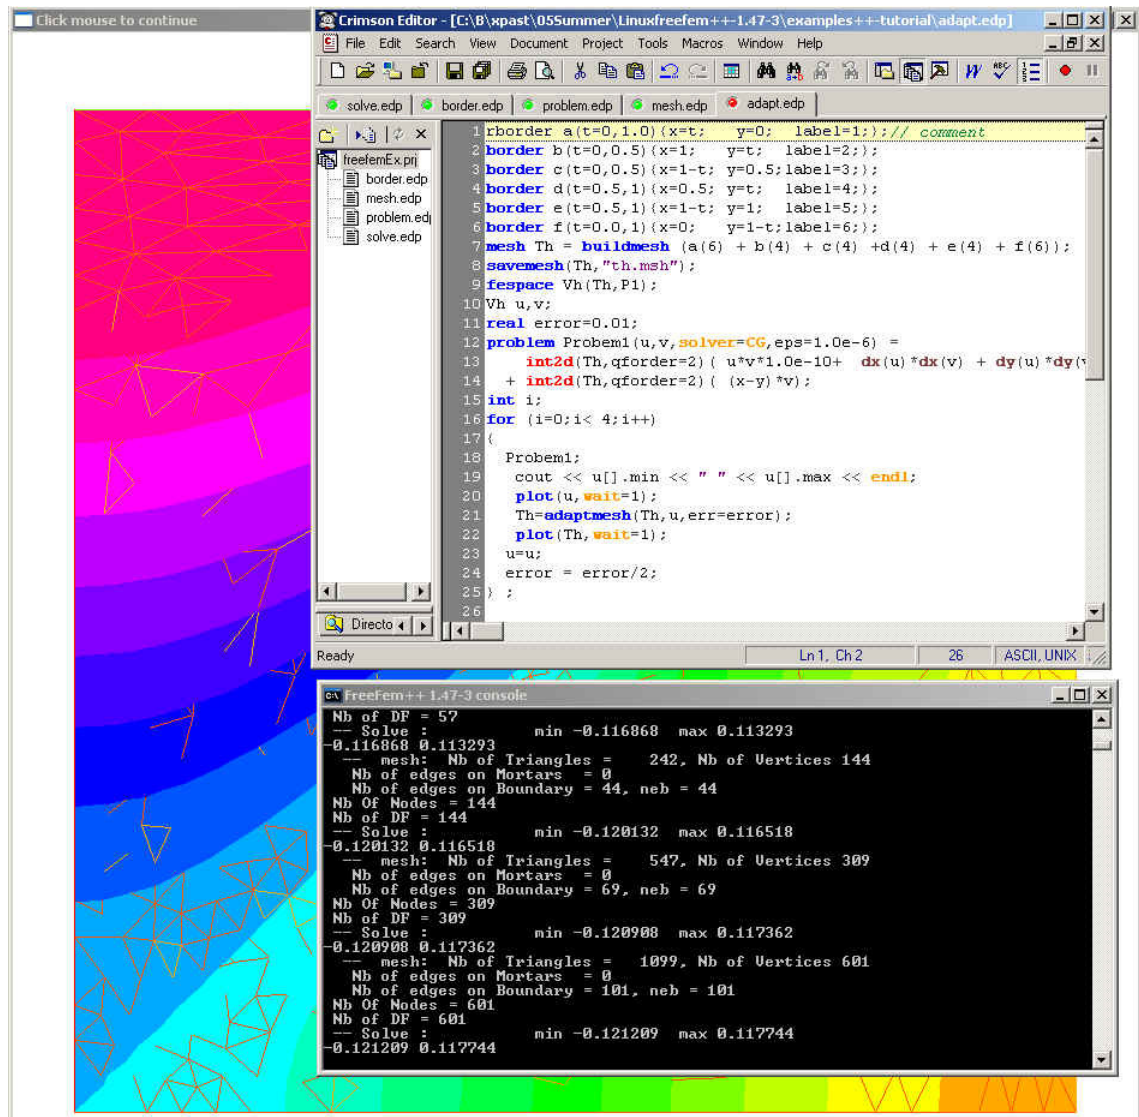 Click mouse to continue
Crimson Editor - [C:\B\xpast\05Summer\Linuxfreefem++-1.47-3\examples++-tutorial\adapt.edp]
File Edit Search View Document Project Tools Macros Window Help
solve.edp border.edp problem.edp mesh.edp adapt.edp
freefemEx.prj
border.edp
mesh.edp
problem.edp
solve.edp
1 rborder a(t=0,1.0){x=t; y=0; label=1;};// comment
2 border b(t=0,0.5){x=1; y=t; label=2;};
3 border c(t=0,0.5){x=1-t; y=0.5;label=3;};
4 border d(t=0.5,1){x=0.5; y=t; label=4;};
5 border e(t=0.5,1){x=1-t; y=1; label=5;};
6 border f(t=0.0,1){x=0; y=1-t;label=6;};
7 mesh Th = buildmesh (a(6) + b(4) + c(4) +d(4) + e(4) + f(6));
8 savemesh(Th,"th.msh");
9 fespace Vh(Th,P1);
10 Vh u,v;
11 real error=0.01;
12 problem Probem1(u,v,solver=CG,eps=1.0e-6) =
13 int2d(Th,qforder=2)( u*v*1.0e-10+ dx(u)*dx(v) + dy(u)*dy(v
14 + int2d(Th,qforder=2)( (x-y)*v);
15 int i;
16 for (i=0;i< 4;i++)
17 {
18 Probem1;
19 cout << u[].min << " " << u[].max << endl;
20 plot(u,wait=1);
21 Th=adaptmesh(Th,u,err=error);
22 plot(Th,wait=1);
23 u=u;
24 error = error/2;
25 } ;
26
Directo
Ready Ln 1, Ch 2 26 ASCII, UNIX
FreeFem++ 1.47-3 console
Nb of DF = 57
-- Solve : min -0.116868 max 0.113293
-0.116868 0.113293
-- mesh: Nb of Triangles = 242, Nb of Vertices 144
Nb of edges on Mortars = 0
Nb of edges on Boundary = 44, neb = 44
Nb Of Nodes = 144
Nb of DF = 144
-- Solve : min -0.120132 max 0.116518
-0.120132 0.116518
-- mesh: Nb of Triangles = 547, Nb of Vertices 309
Nb of edges on Mortars = 0
Nb of edges on Boundary = 69, neb = 69
Nb Of Nodes = 309
Nb of DF = 309
-- Solve : min -0.120908 max 0.117362
-0.120908 0.117362
-- mesh: Nb of Triangles = 1099, Nb of Vertices 601
Nb of edges on Mortars = 0
Nb of edges on Boundary = 101, neb = 101
Nb Of Nodes = 601
Nb of DF = 601
-- Solve : min -0.121209 max 0.117744
-0.121209 0.117744